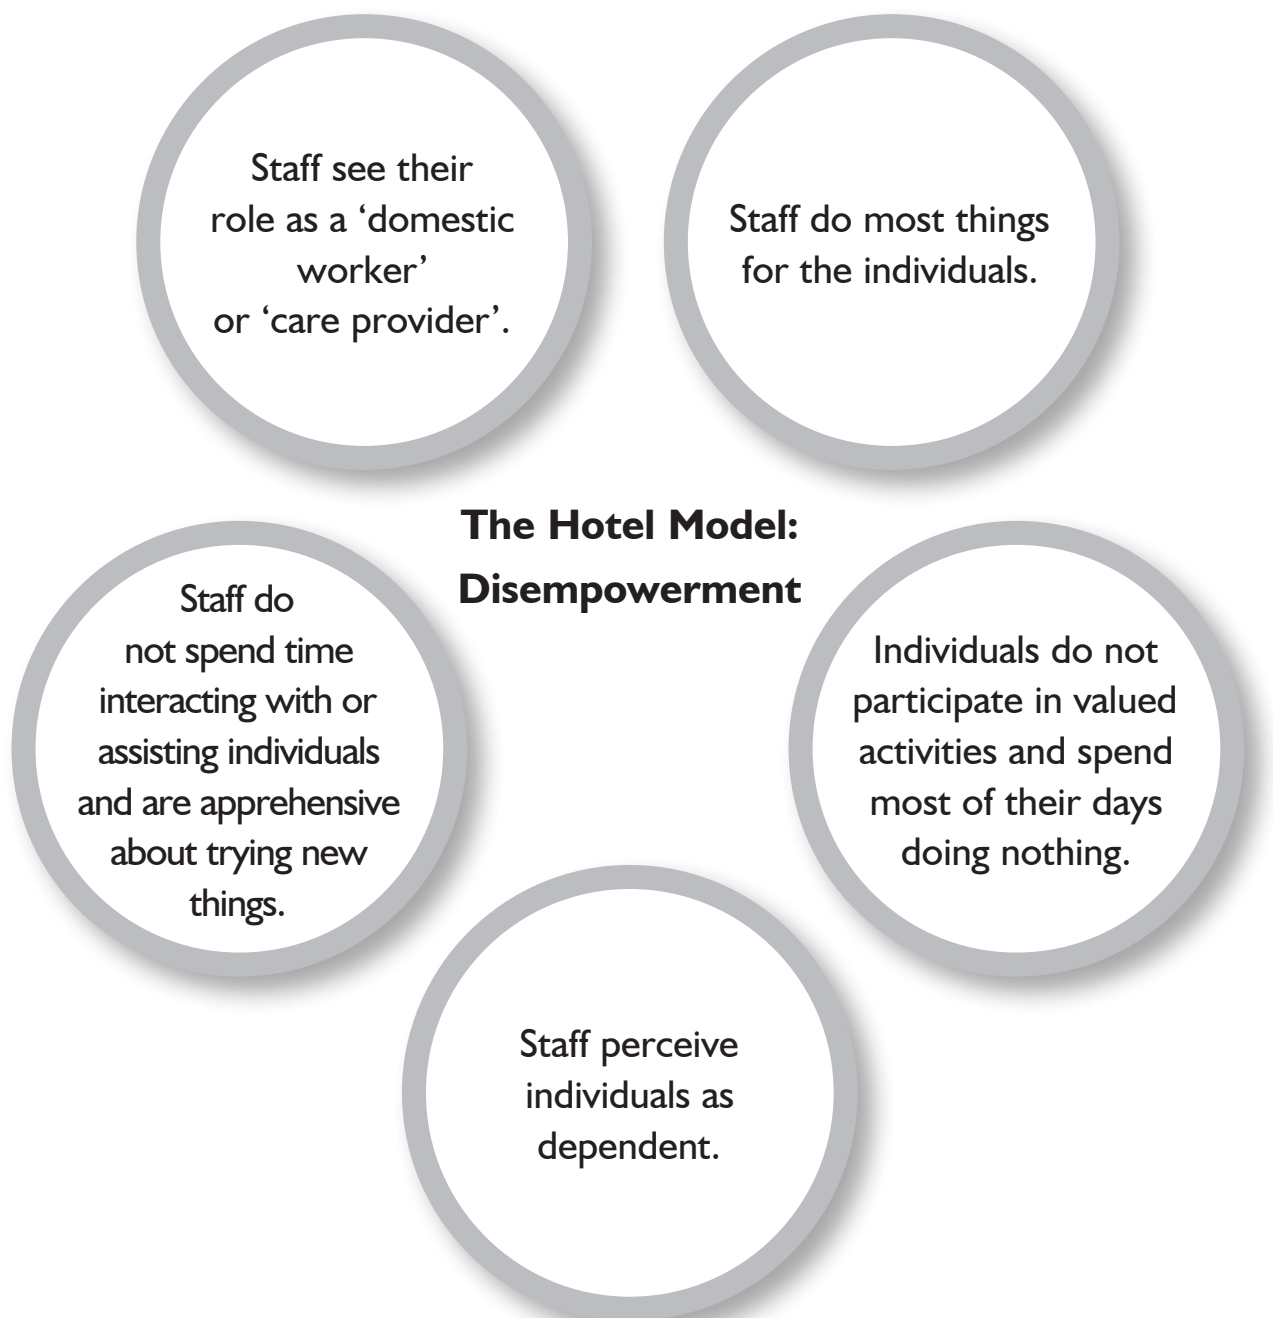 Staff see their
role as a ‘domestic
worker’
or ‘care provider’.
Staff do most things
for the individuals.
The Hotel Model:
Disempowerment
Staff do
not spend time
interacting with or
assisting individuals
and are apprehensive
about trying new
things.
Individuals do not
participate in valued
activities and spend
most of their days
doing nothing.
Staff perceive
individuals as
dependent.